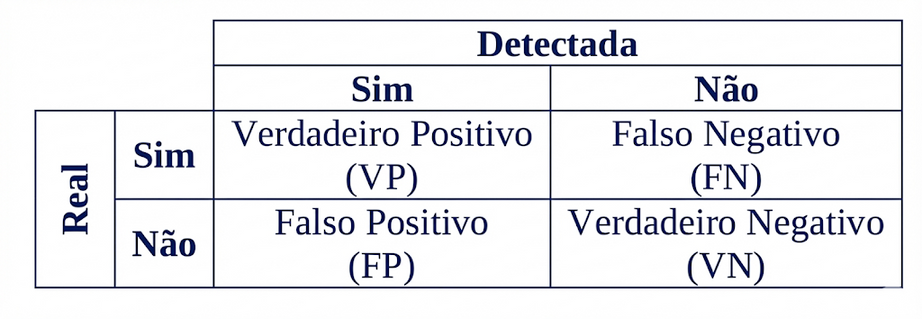 Detectada
Sim
Não
Real
Sim
Verdadeiro Positivo
(VP)
Falso Negativo
(FN)
Não
Falso Positivo
(FP)
Verdadeiro Negativo
(VN)